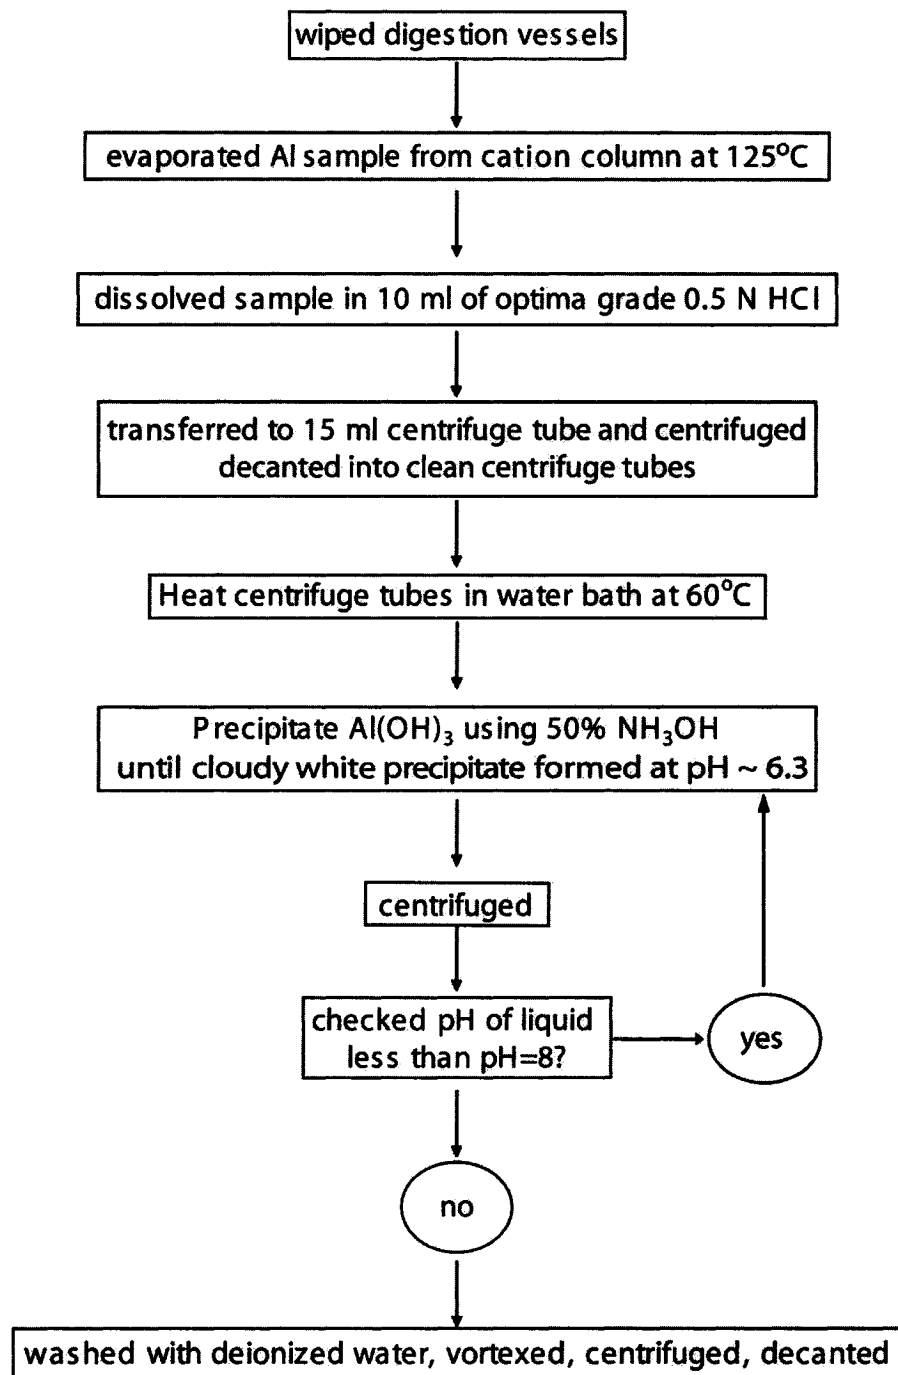 wiped digestion vessels
evaporated Al sample from cation column at 125°C
dissolved sample in 10 ml of optima grade 0.5 N HCl
transferred to 15 ml centrifuge tube and centrifuged
decanted into clean centrifuge tubes
Heat centrifuge tubes in water bath at 60°C
Precipitate Al(OH)₃ using 50% NH₃OH
until cloudy white precipitate formed at pH ~ 6.3
centrifuged
checked pH of liquid
less than pH=8?
yes
no
washed with deionized water, vortexed, centrifuged, decanted